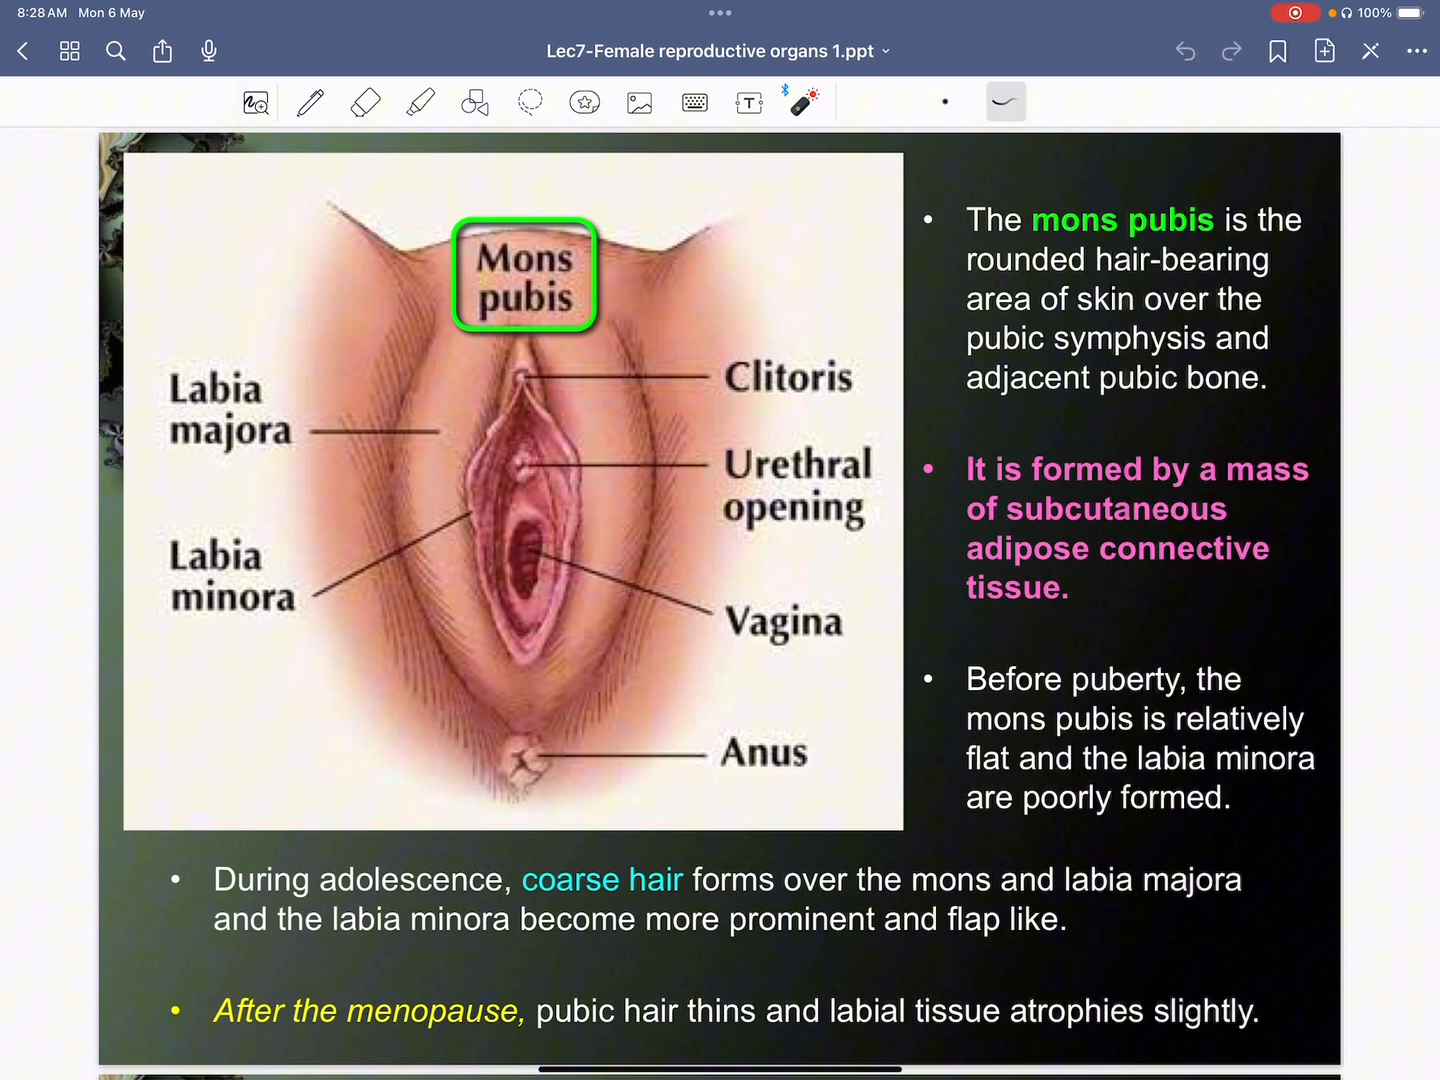 8:28 AM Mon 6 May
100%
Lec7-Female reproductive organs 1.ppt
T
Mons
pubis
Labia
majora
Labia
minora
Clitoris
Urethral
opening
Vagina
Anus
• The mons pubis is the
rounded hair-bearing
area of skin over the
pubic symphysis and
adjacent pubic bone.
• It is formed by a mass
of subcutaneous
adipose connective
tissue.
• Before puberty, the
mons pubis is relatively
flat and the labia minora
are poorly formed.
• During adolescence, coarse hair forms over the mons and labia majora
and the labia minora become more prominent and flap like.
• After the menopause, pubic hair thins and labial tissue atrophies slightly.